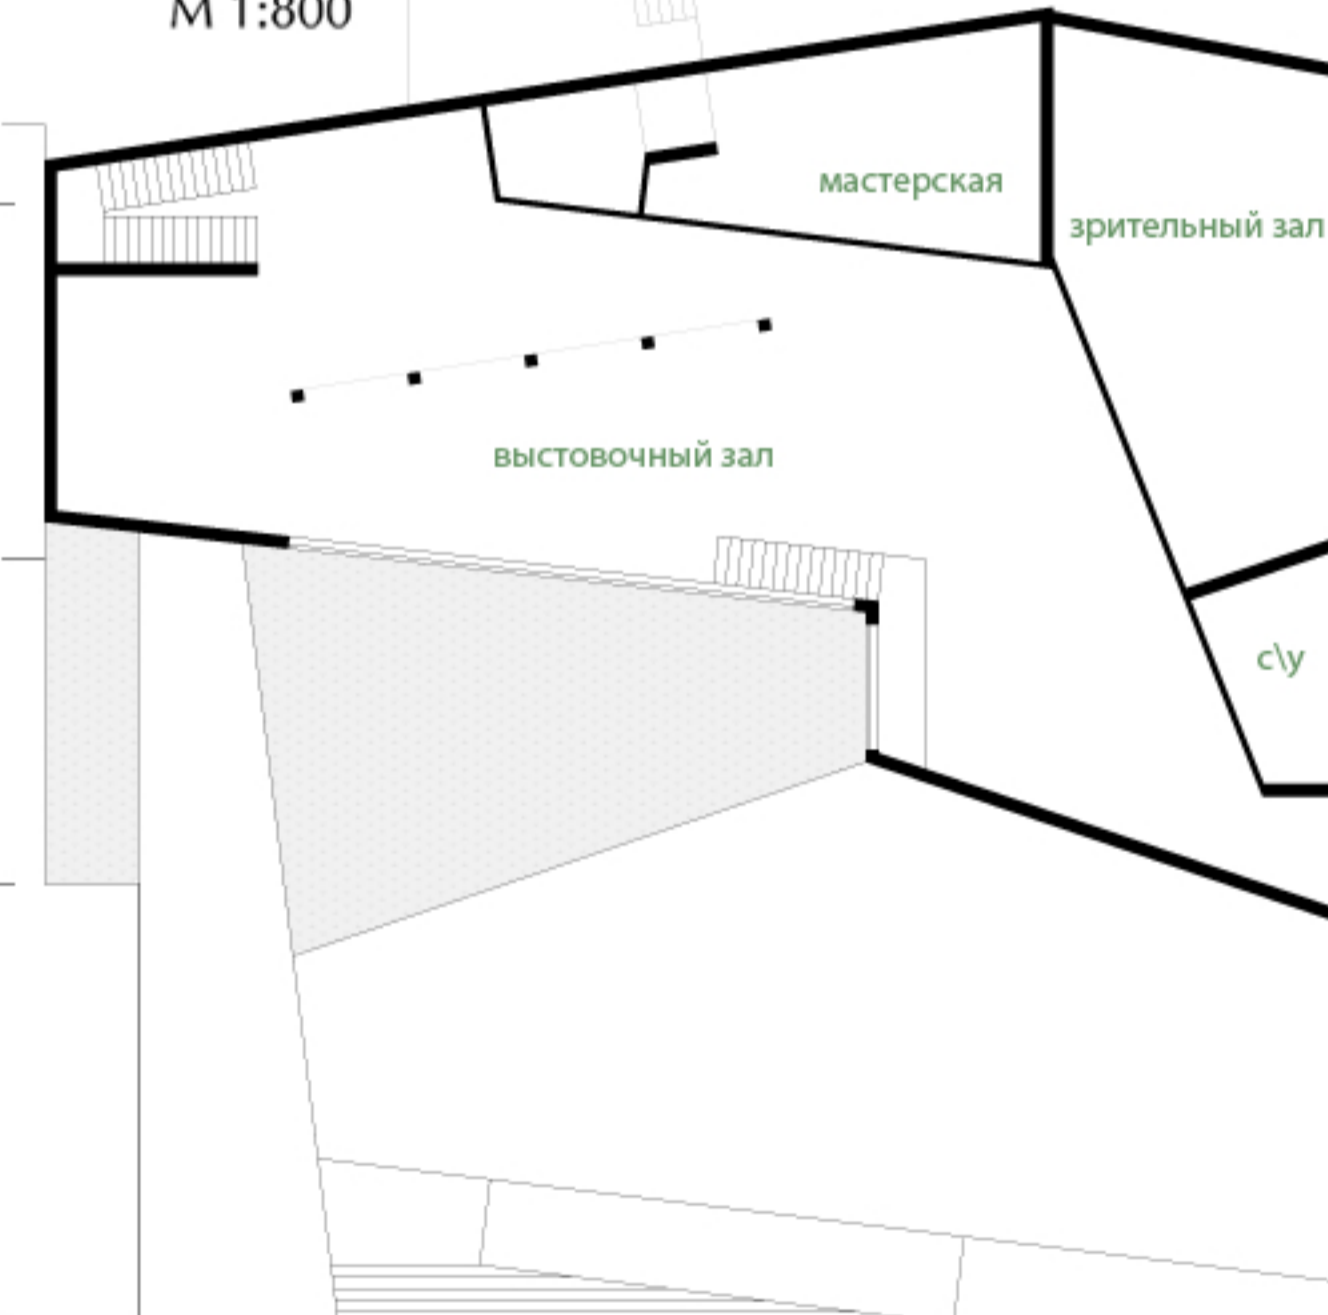 М 1:800
мастерская
зрительный зал
выстовочный зал
с\у